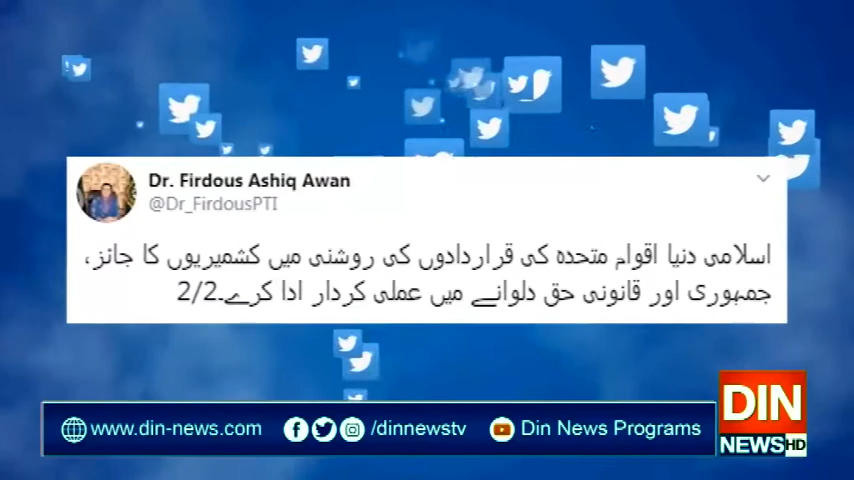 Dr. Firdous Ashiq Awan
@Dr_FirdousPTI
اسلامی دنیا اقوام متحدہ کی قراردادوں کی روشنی میں کشمیریوں کا جائز،
جمہوری اور قانونی حق دلوانے میں عملی کردار ادا کرے۔2/2
www.din-news.com /dinnewstv Din News Programs
DIN
NEWS HD